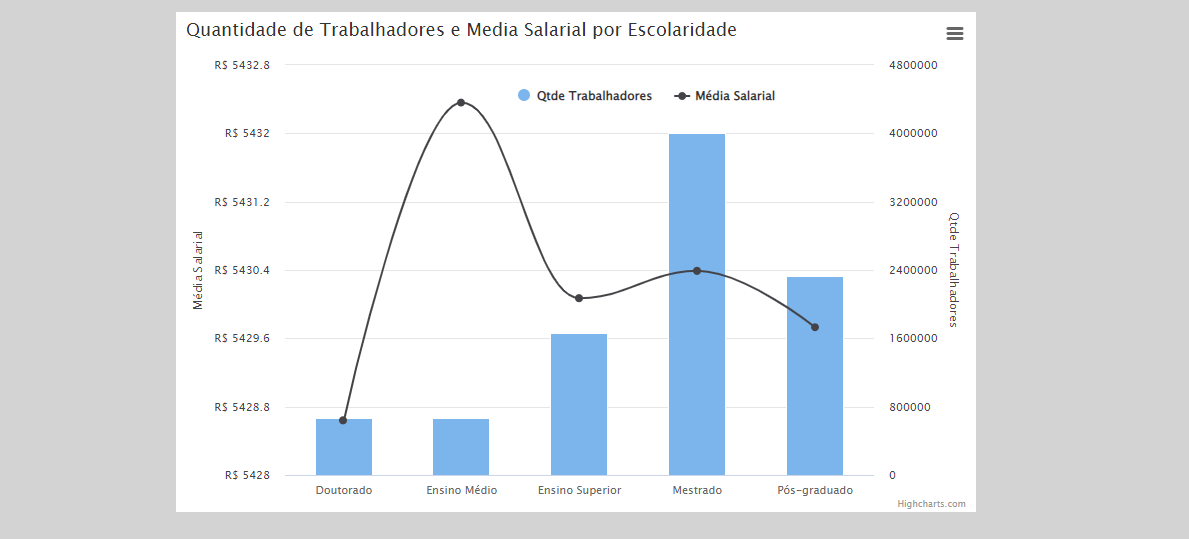 Quantidade de Trabalhadores e Media Salarial por Escolaridade
Qtde Trabalhadores
Média Salarial
R$ 5432.8
R$ 5432
R$ 5431.2
R$ 5430.4
R$ 5429.6
R$ 5428.8
R$ 5428
Média Salarial
4800000
4000000
3200000
2400000
1600000
800000
0
Qtde Trabalhadores
Doutorado
Ensino Médio
Ensino Superior
Mestrado
Pós-graduado
Highcharts.com